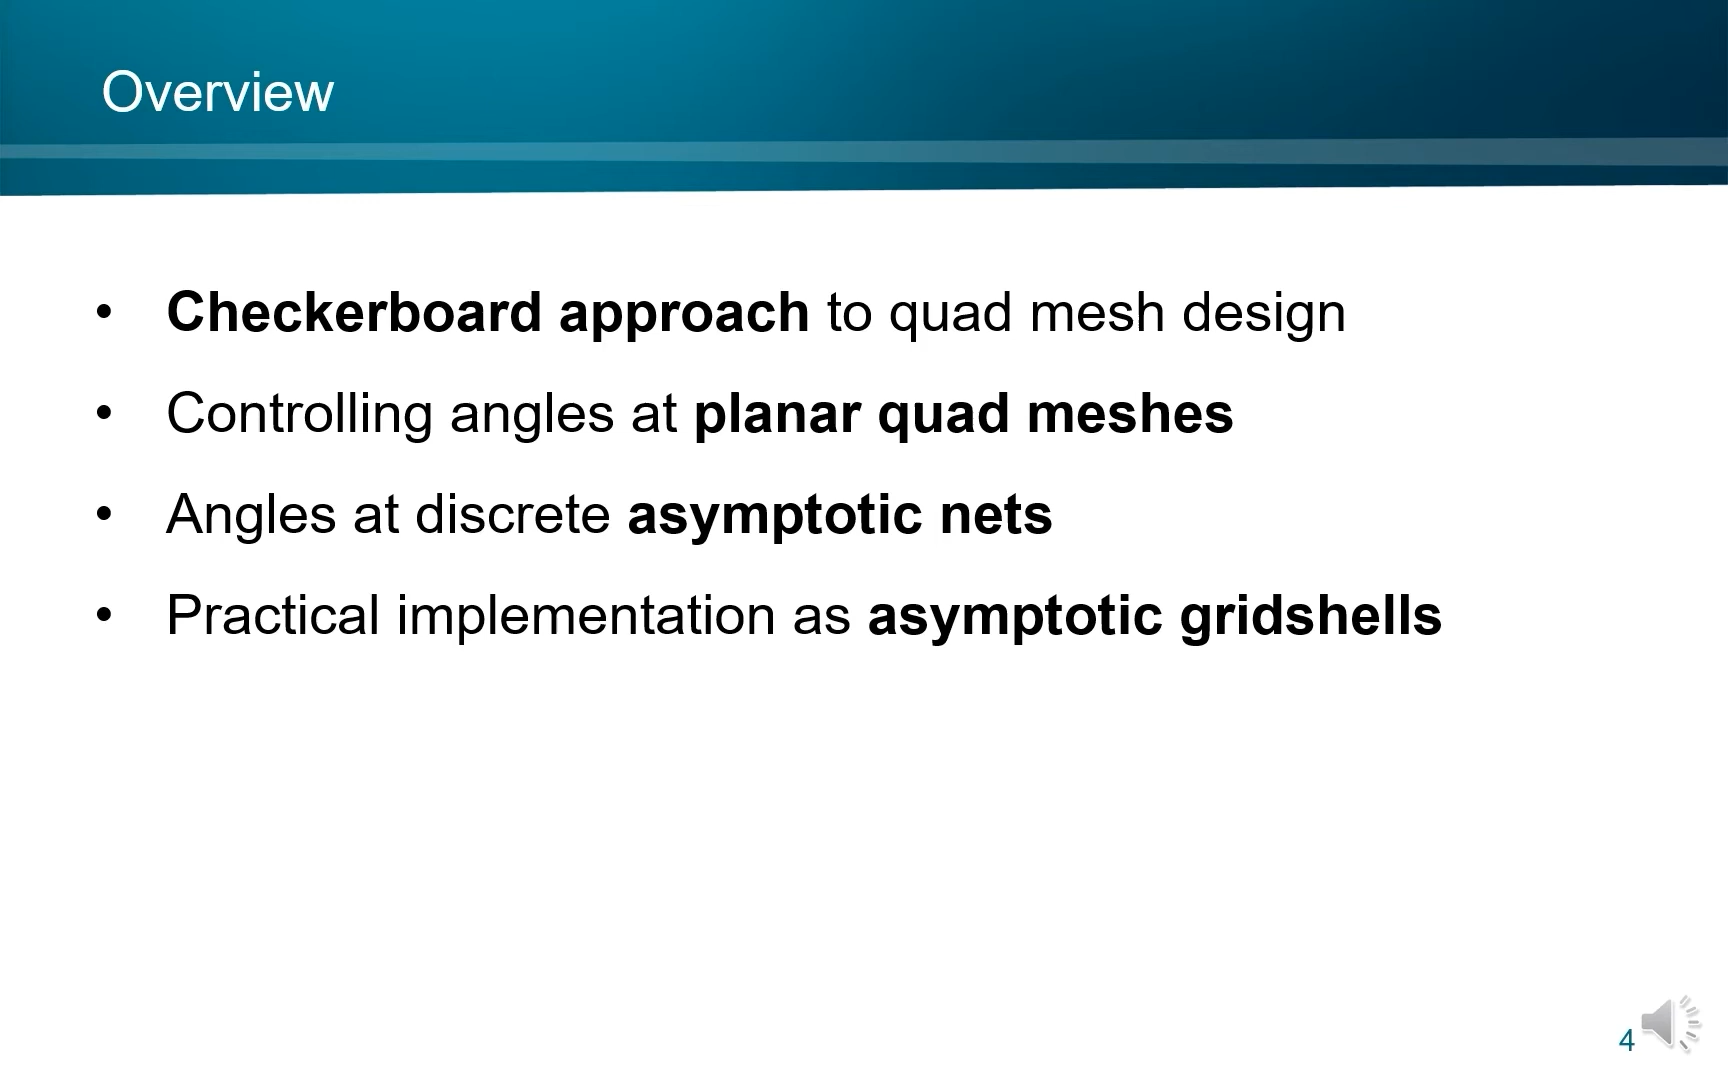 Overview
• Checkerboard approach to quad mesh design
• Controlling angles at planar quad meshes
• Angles at discrete asymptotic nets
• Practical implementation as asymptotic gridshells
4